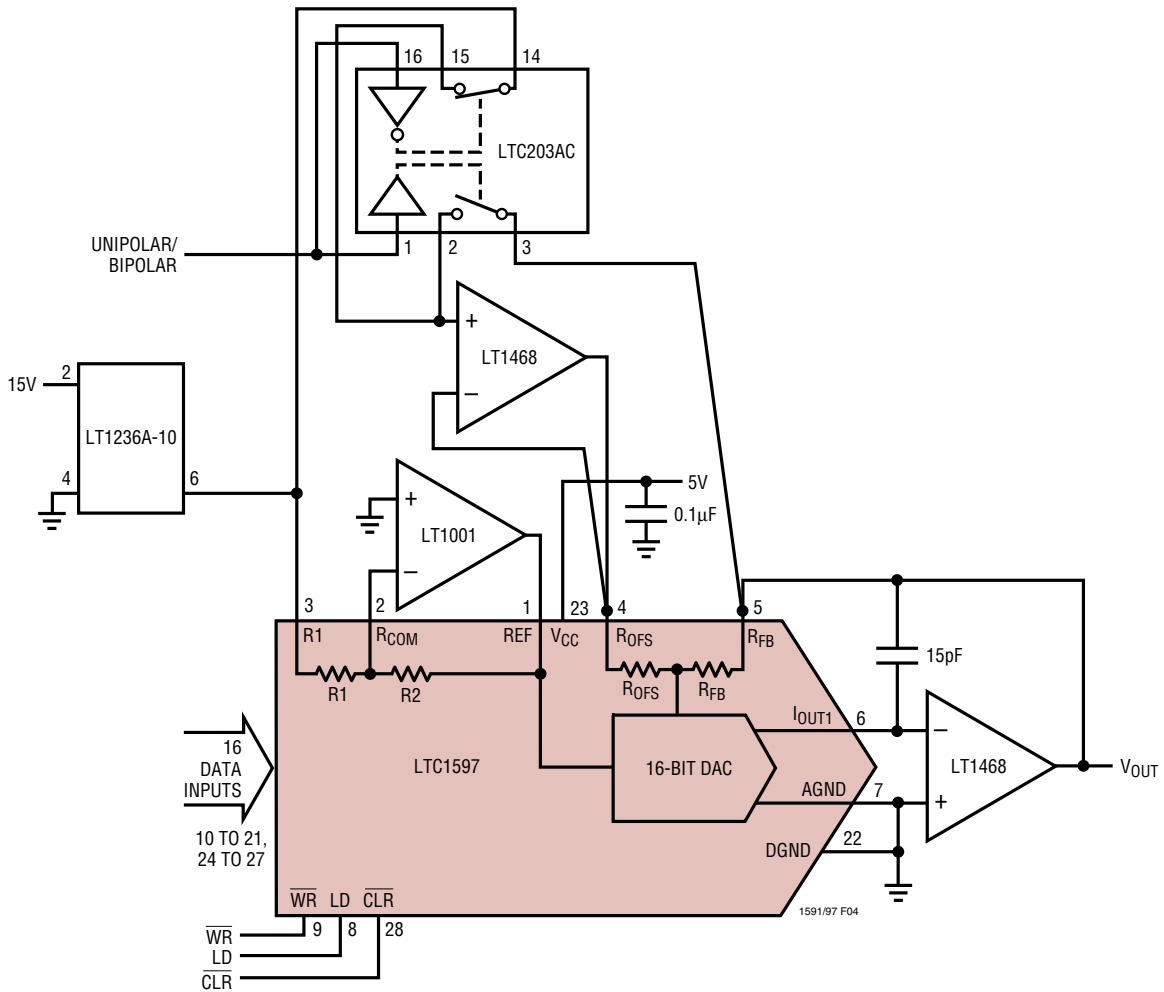 16 15 14
LTC203AC
UNIPOLAR/
BIPOLAR
1 2 3
+
LT1468
−
15V
2
LT1236A-10
4
6
5V
0.1µF
+
LT1001
−
3 2 1 23 4 5
R1 RCOM REF VCC ROFS RFB
R1 R2
ROFS RFB
15pF
IOUT1 6
−
LT1468
+
VOUT
16
DATA
INPUTS
LTC1597
16-BIT DAC
AGND 7
10 TO 21,
24 TO 27
DGND 22
WR LD CLR
1591/97 F04
9 8 28
WR
LD
CLR